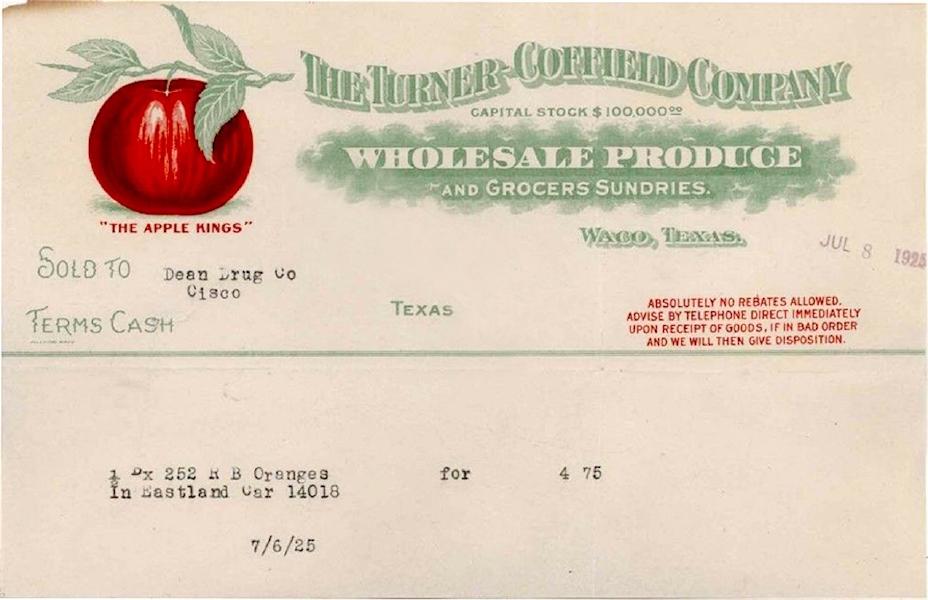 THE TURNER-COFFIELD COMPANY
CAPITAL STOCK $100,000.00
WHOLESALE PRODUCE
AND GROCERS SUNDRIES.
"THE APPLE KINGS"
WACO, TEXAS.
JUL 8 1925
SOLD TO Dean Drug Co
Cisco
TEXAS
TERMS CASH
ABSOLUTELY NO REBATES ALLOWED.
ADVISE BY TELEPHONE DIRECT IMMEDIATELY
UPON RECEIPT OF GOODS, IF IN BAD ORDER
AND WE WILL THEN GIVE DISPOSITION.
½ Bx 252 R B Oranges for 4 75
In Eastland Car 14018
7/6/25